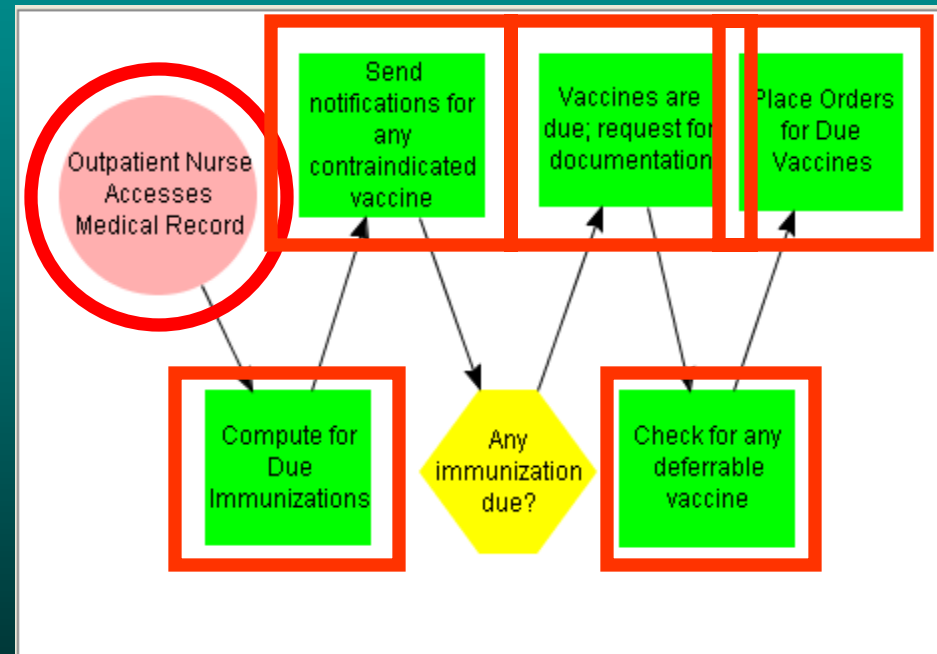 Outpatient Nurse
Accesses
Medical Record
Compute for
Due
Immunizations
Send
notifications for
any
contraindicated
vaccine
Any
immunization
due?
Vaccines are
due; request for
documentation
Check for any
deferrable
vaccine
Place Orders
for Due
Vaccines